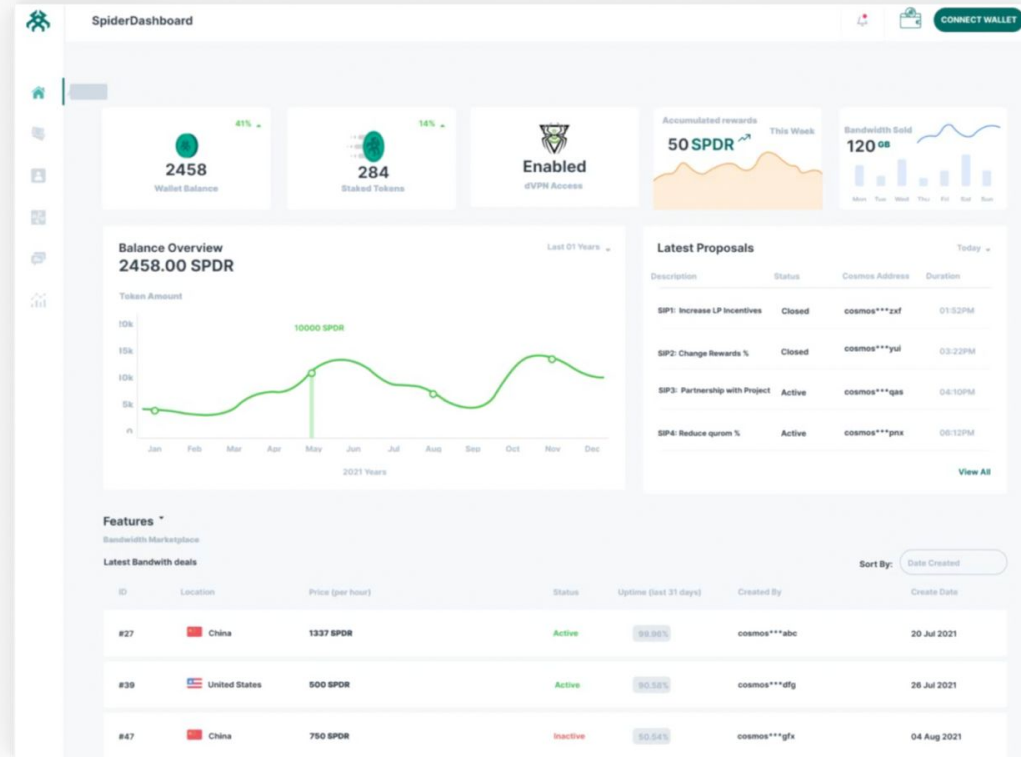 SpiderDashboard
CONNECT WALLET
41%
2458
Wallet Balance
14%
284
Staked Tokens
Enabled
dVPN Access
Accumulated rewards
50 SPDR
This Week
Bandwidth Sold
120 GB
Mon Tue Wed Thu Fri Sat Sun
Balance Overview
2458.00 SPDR
Last 01 Years
Token Amount
20k
15k
10k
5k
0
10000 SPDR
Jan Feb Mar Apr May Jun Jul Aug Sep Oct Nov Dec
2021 Years
Latest Proposals
Today
Description Status Cosmos Address Duration
SIP1: Increase LP Incentives Closed cosmos***zxf 01:52PM
SIP2: Change Rewards % Closed cosmos***yui 03:22PM
SIP3: Partnership with Project Active cosmos***qas 04:10PM
SIP4: Reduce qurom % Active cosmos***pnx 06:12PM
View All
Features
Bandwidth Marketplace
Latest Bandwith deals
Sort By: Date Created
ID Location Price (per hour) Status Uptime (last 31 days) Created By Create Date
#27 China 1337 SPDR Active 98.96% cosmos***abc 20 Jul 2021
#39 United States 500 SPDR Active 90.58% cosmos***dfg 26 Jul 2021
#47 China 750 SPDR Inactive 50.54% cosmos***gfx 04 Aug 2021